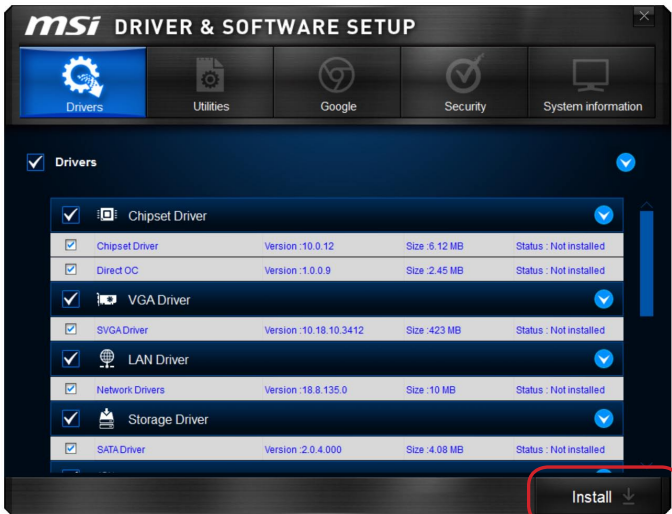 msi DRIVER & SOFTWARE SETUP
Drivers Utilities Google Security System information
Drivers
Chipset Driver
Chipset Driver Version :10.0.12 Size :6.12 MB Status : Not installed
Direct OC Version :1.0.0.9 Size :2.45 MB Status : Not installed
VGA Driver
SVGADriver Version :10.18.10.3412 Size :423 MB Status : Not installed
LAN Driver
Network Drivers Version :18.8.135.0 Size :10 MB Status : Not installed
Storage Driver
SATADriver Version :2.0.4.000 Size :4.08 MB Status : Not installed
Install